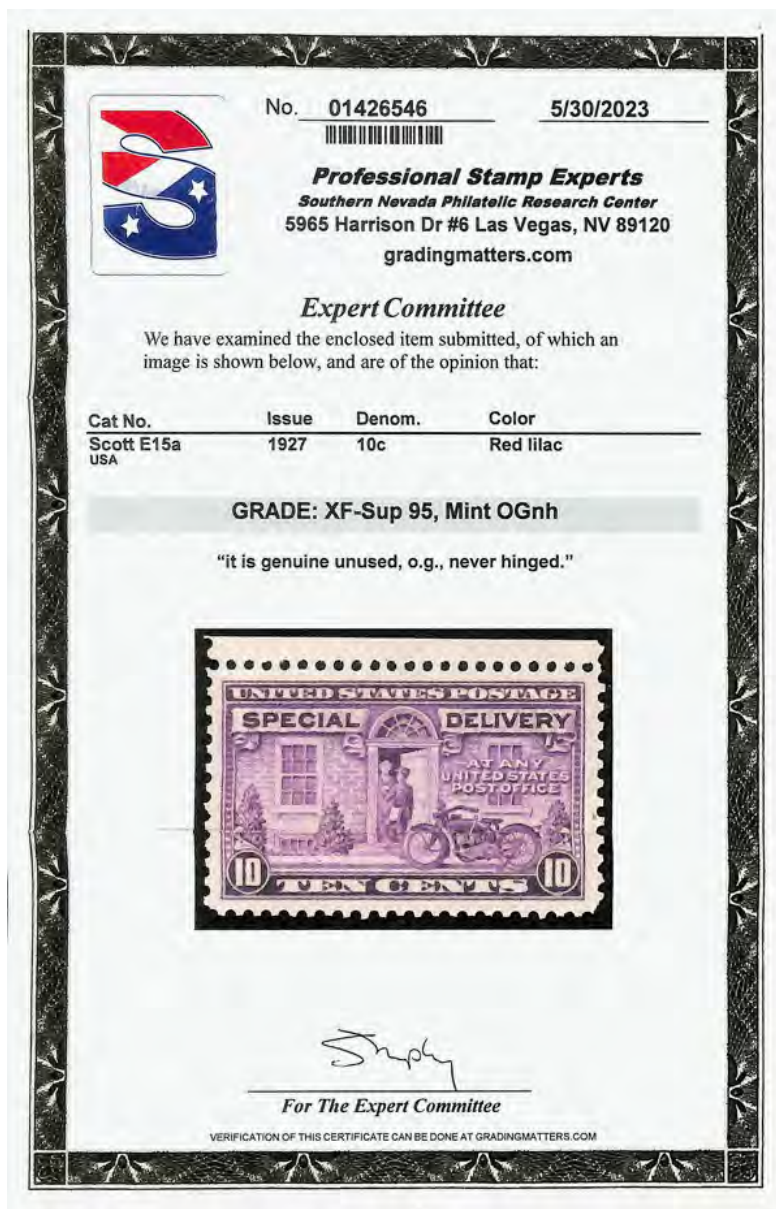 No. 01426546 5/30/2023
Professional Stamp Experts
Southern Nevada Philatelic Research Center
5965 Harrison Dr #6 Las Vegas, NV 89120
gradingmatters.com
Expert Committee
We have examined the enclosed item submitted, of which an
image is shown below, and are of the opinion that:
Cat No. Issue Denom. Color
Scott E15a 1927 10c Red lilac
USA
GRADE: XF-Sup 95, Mint OGnh
“it is genuine unused, o.g., never hinged.”
UNITED STATES POSTAGE
SPECIAL DELIVERY
AT ANY
UNITED STATES
POST OFFICE
10 TEN CENTS 10
For The Expert Committee
VERIFICATION OF THIS CERTIFICATE CAN BE DONE AT GRADINGMATTERS.COM